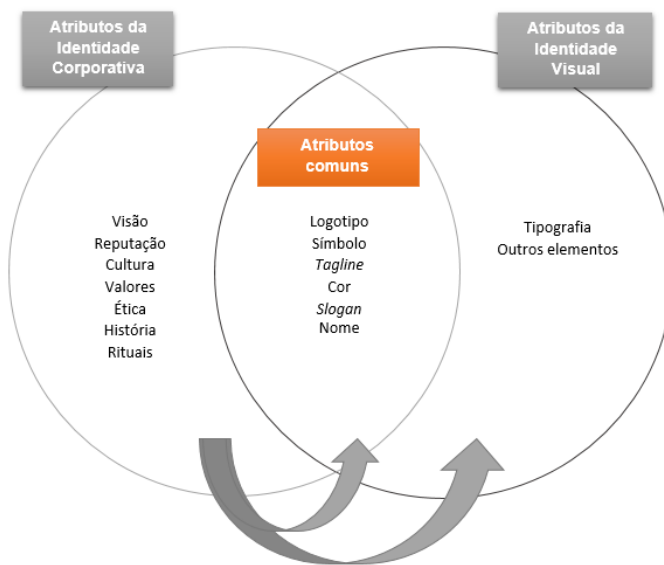 Atributos da
Identidade
Corporativa
Atributos da
Identidade
Visual
Atributos
comuns
Visão
Reputação
Cultura
Valores
Ética
História
Rituais
Logotipo
Símbolo
Tagline
Cor
Slogan
Nome
Tipografia
Outros elementos